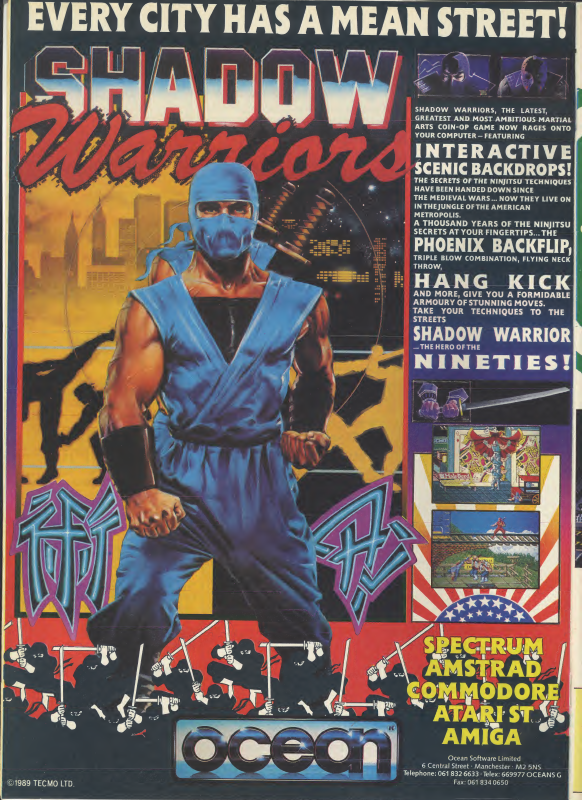 EVERY CITY HAS A MEAN STREET!
SHADOW
Warriors
SHADOW WARRIORS, THE LATEST,
GREATEST AND MOST AMBITIOUS MARTIAL
ARTS COIN-OP GAME NOW RAGES ONTO
YOUR COMPUTER – FEATURING
INTERACTIVE
SCENIC BACKDROPS!
THE SECRETS OF THE NINJITSU TECHNIQUES
HAVE BEEN HANDED DOWN SINCE
THE MEDIEVAL WARS... NOW THEY LIVE ON
IN THE JUNGLE OF THE AMERICAN
METROPOLIS.
A THOUSAND YEARS OF THE NINJITSU
SECRETS AT YOUR FINGERTIPS... THE
PHOENIX BACKFLIP,
TRIPLE BLOW COMBINATION, FLYING NECK
THROW,
HANG KICK
AND MORE, GIVE YOU A FORMIDABLE
ARMOURY OF STUNNING MOVES.
TAKE YOUR TECHNIQUES TO THE
STREETS
SHADOW WARRIOR
...THE HERO OF THE
NINETIES!
術 忍
SPECTRUM
AMSTRAD
COMMODORE
ATARI ST
AMIGA
ocean
Ocean Software Limited
6 Central Street · Manchester · M2 5NS
Telephone: 061 832 6633 · Telex: 669977 OCEANS G
Fax: 061 834 0650
©1989 TECMO LTD.